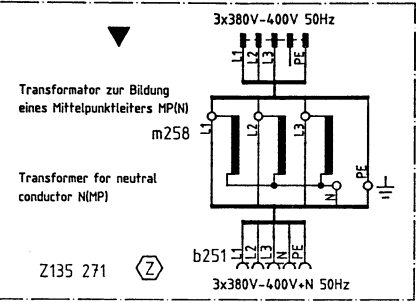 3x380V-400V 50Hz
L1
L2
L3
PE
Transformator zur Bildung
eines Mittelpunktleiters MP(N)
m258
L1
L2
L3
PE
Transformer for neutral
conductor N(MP)
N
b251
L1
L2
L3
N
PE
Z135 271
Z
3x380V-400V+N 50Hz